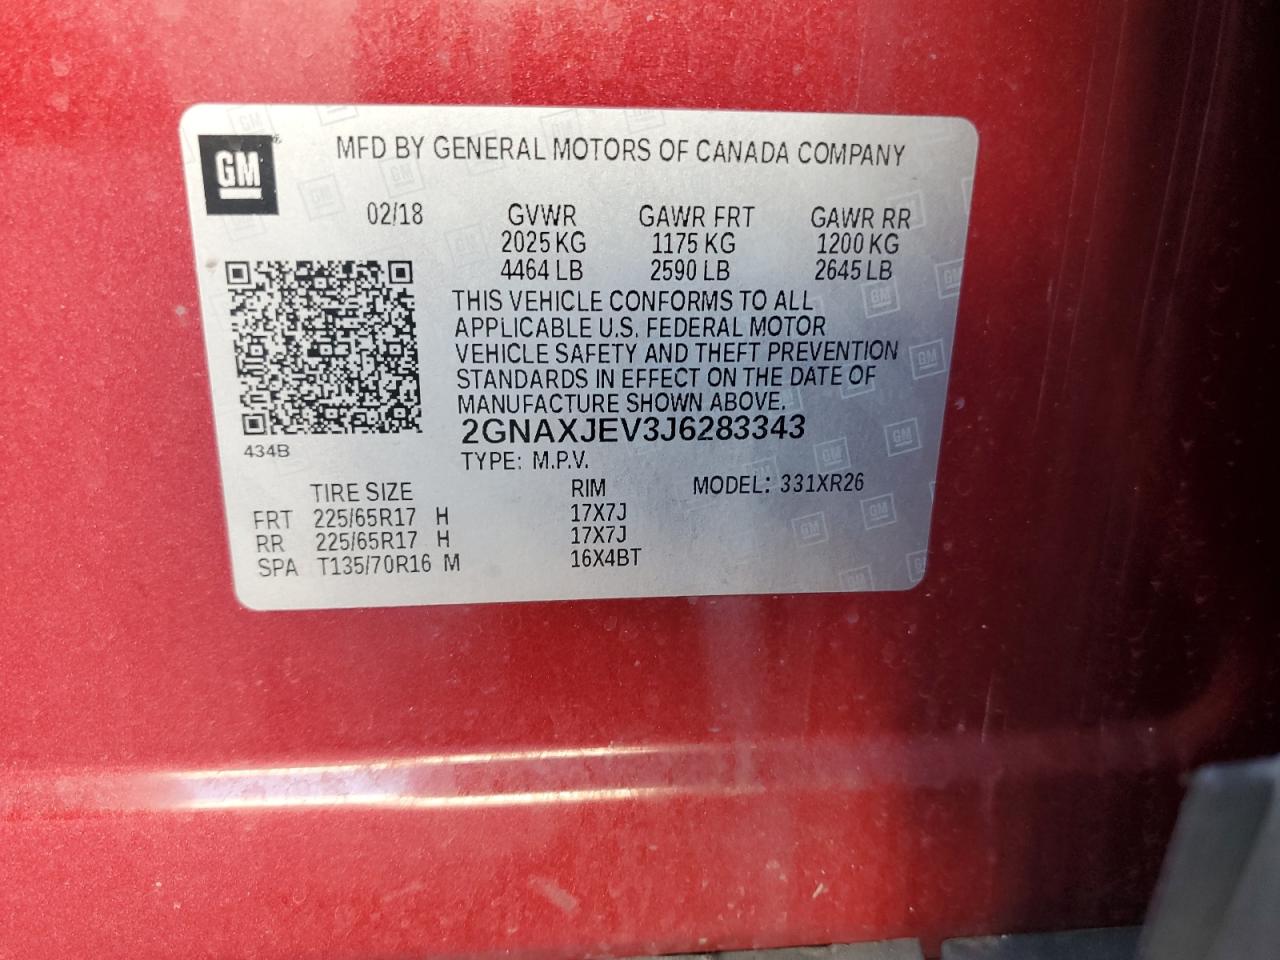 GM
MFD BY GENERAL MOTORS OF CANADA COMPANY
02/18 GVWR GAWR FRT GAWR RR
2025 KG 1175 KG 1200 KG
4464 LB 2590 LB 2645 LB
THIS VEHICLE CONFORMS TO ALL
APPLICABLE U.S. FEDERAL MOTOR
VEHICLE SAFETY AND THEFT PREVENTION
STANDARDS IN EFFECT ON THE DATE OF
MANUFACTURE SHOWN ABOVE.
2GNAXJEV3J6283343
434B
TYPE: M.P.V.
TIRE SIZE RIM MODEL: 331XR26
FRT 225/65R17 H 17X7J
RR 225/65R17 H 17X7J
SPA T135/70R16 M 16X4BT